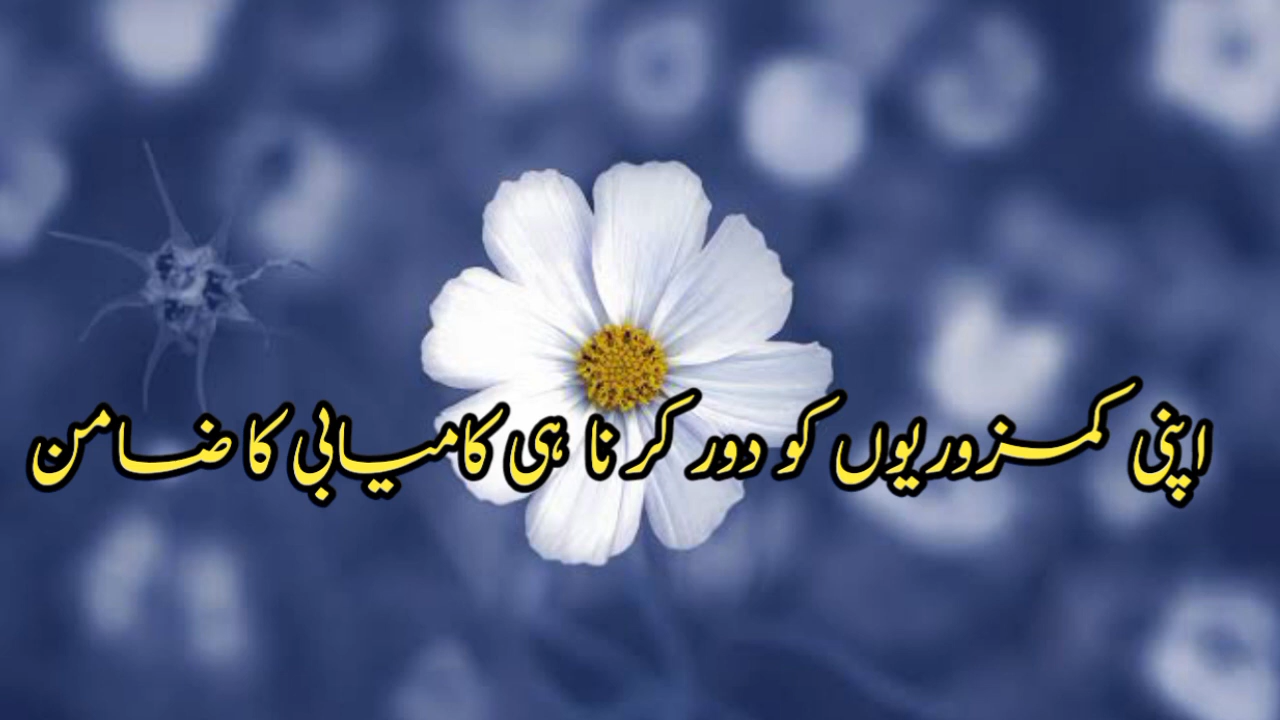 اپنی کمزوریوں کو دور کرنا ہی کامیابی کا ضامن